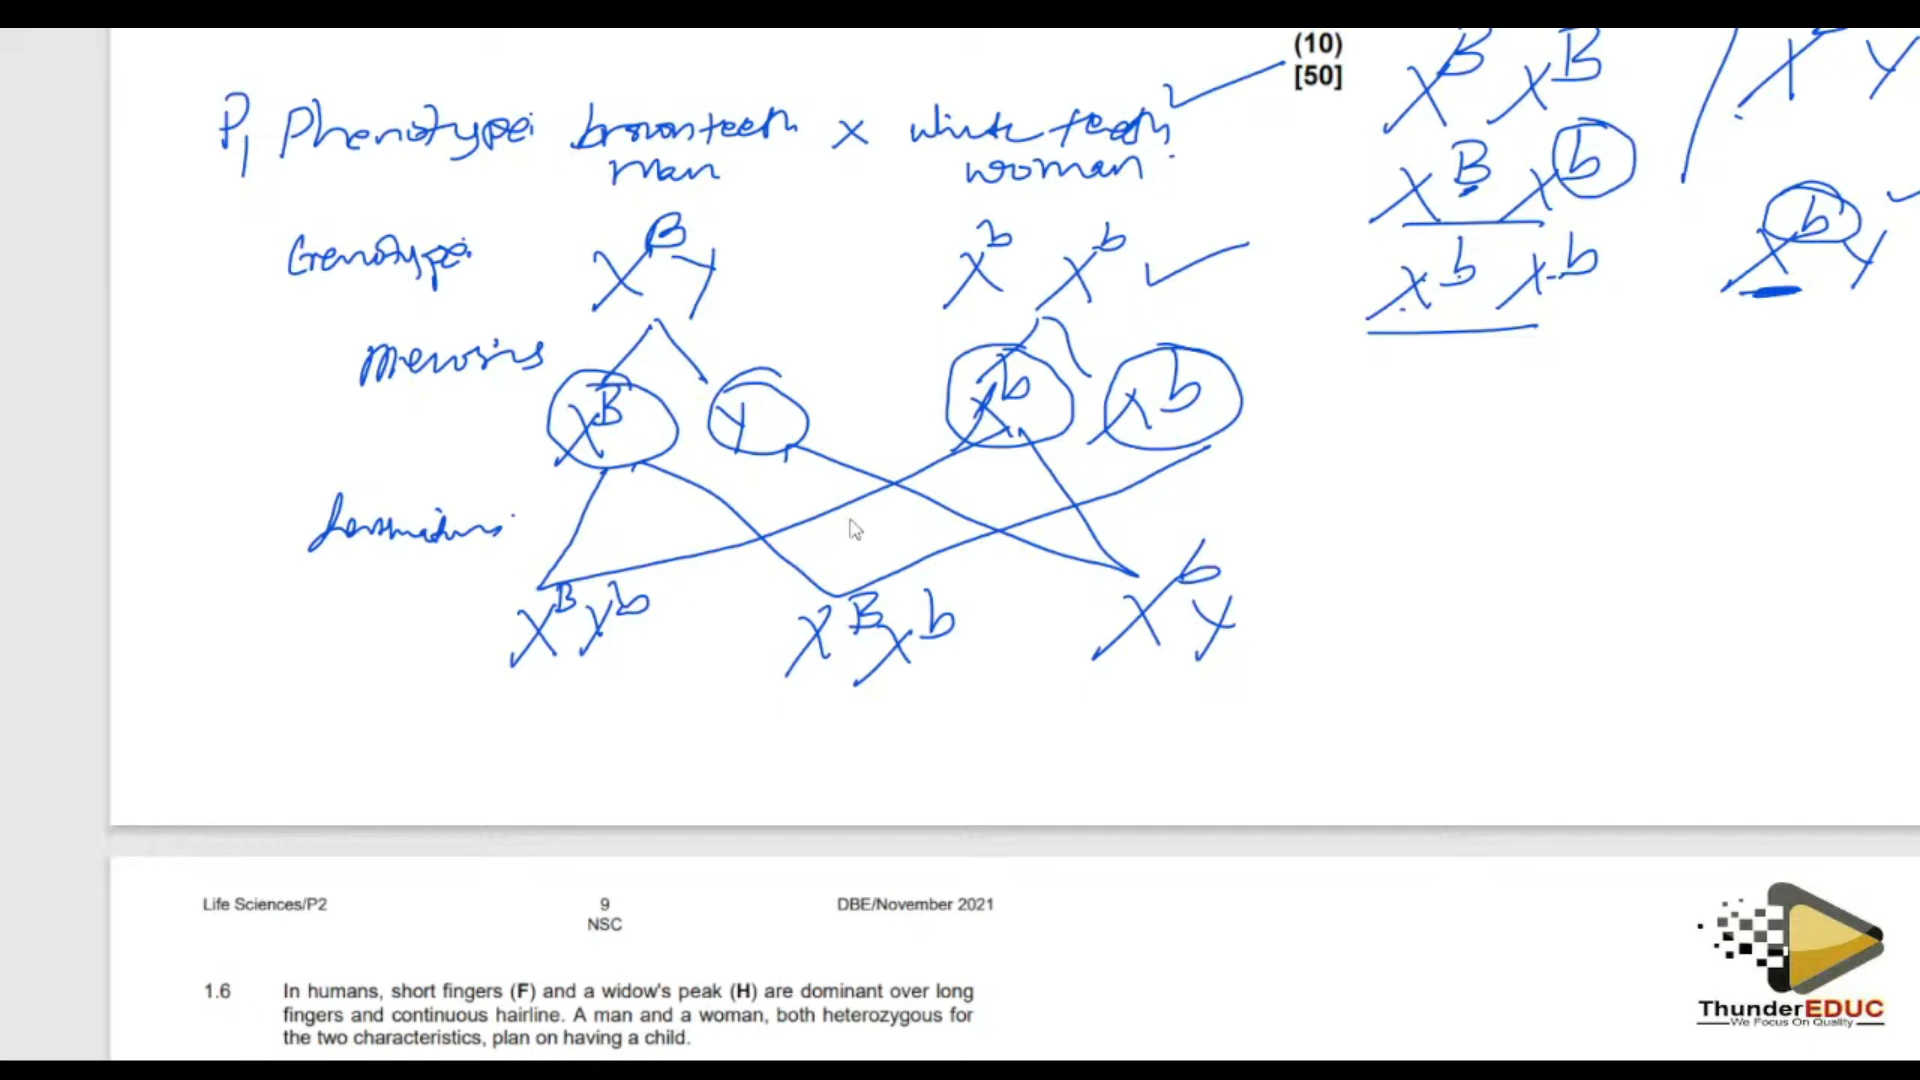 (10)
[50]
P1 Phenotype: brown teeth x white teeth
man woman
Genotype: X^B Y X^b X^b
Meiosis
X^B Y X^b X^b
X^B X^b X^B X^b X^b Y
X^B X^B
X^B X^b
X^b X^b
X Y
X^b Y
Life Sciences/P2 9 DBE/November 2021
NSC
1.6 In humans, short fingers (F) and a widow's peak (H) are dominant over long
fingers and continuous hairline. A man and a woman, both heterozygous for
the two characteristics, plan on having a child.
ThunderEDUC
We Focus On Quality